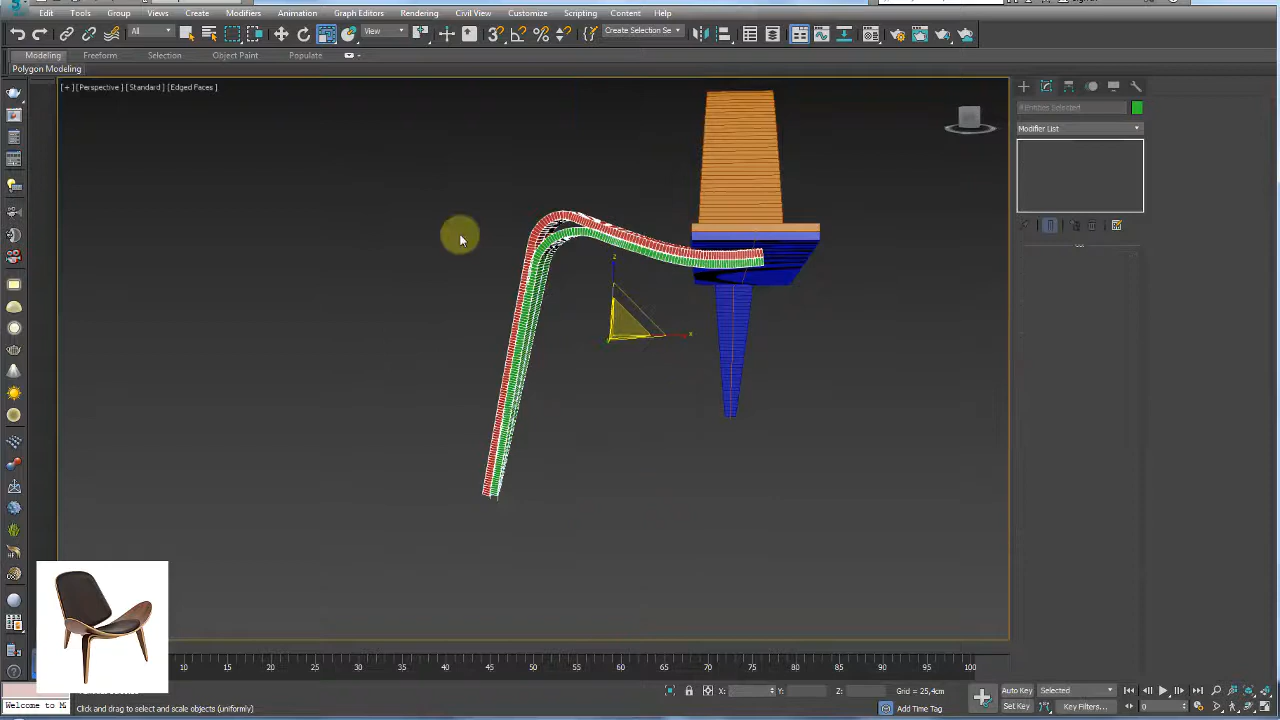 Edit Tools Group Views Create Modifiers Animation Graph Editors Rendering Civil View Customize Scripting Content Help
All View Create Selection Se
Modeling Freeform Selection Object Paint Populate
Polygon Modeling
[+] [Perspective] [Standard] [Edged Faces]
Modifier List
z
x
10 15 20 25 30 35 40 45 50 55 60 65 70 75 80 85 90 95 100
X: Y: Z: Grid = 25,4cm
Auto Key Selected
Welcome to M
Click and drag to select and scale objects (uniformly)
Add Time Tag
Set Key Key Filters... 0